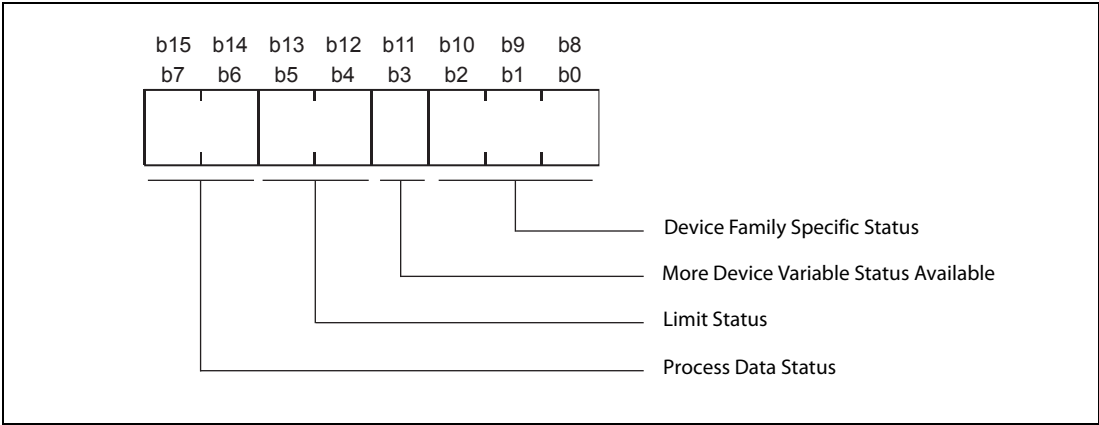 b15 b14 b13 b12 b11 b10 b9 b8
b7 b6 b5 b4 b3 b2 b1 b0
Device Family Specific Status
More Device Variable Status Available
Limit Status
Process Data Status